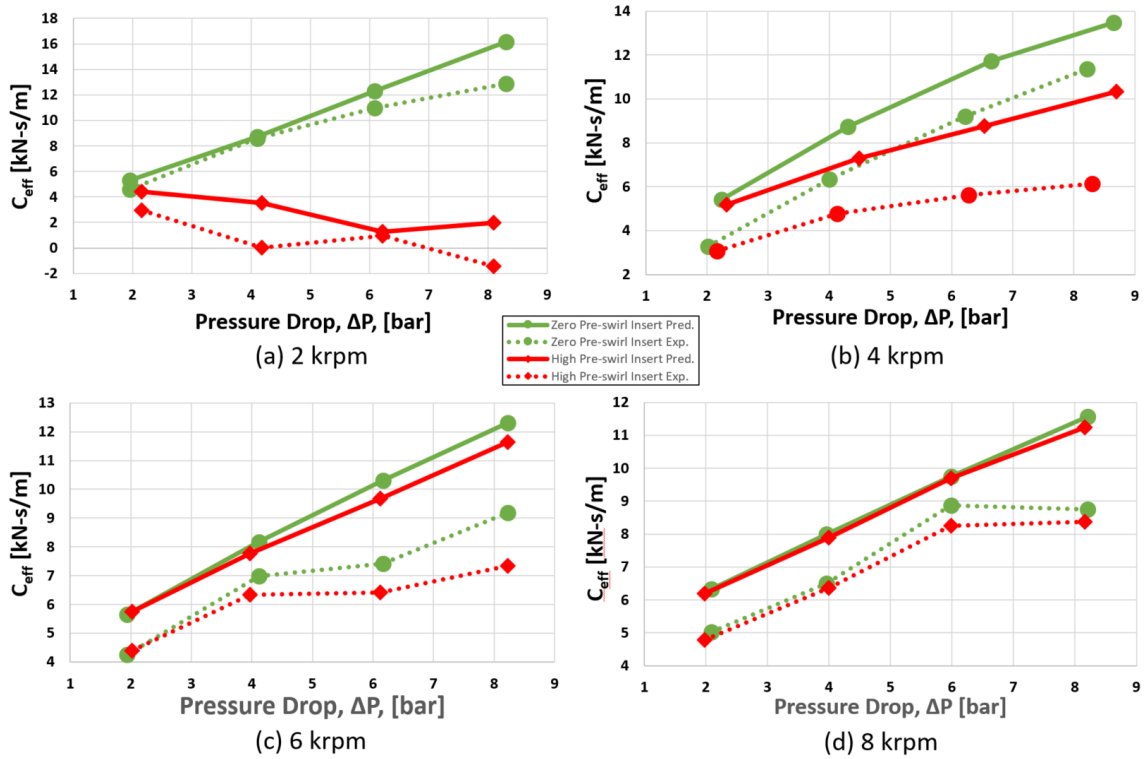 18
16
14
12
10
8
6
4
2
0
-2
C_eff [kN-s/m]
1 2 3 4 5 6 7 8 9
Pressure Drop, ΔP, [bar]
(a) 2 krpm
14
12
10
8
6
4
2
C_eff [kN-s/m]
1 2 3 4 5 6 7 8 9
Pressure Drop, ΔP, [bar]
(b) 4 krpm
Zero Pre-swirl Insert Pred.
Zero Pre-swirl Insert Exp.
High Pre-swirl Insert Pred.
High Pre-swirl Insert Exp.
13
12
11
10
9
8
7
6
5
4
C_eff [kN-s/m]
1 2 3 4 5 6 7 8 9
Pressure Drop, ΔP, [bar]
(c) 6 krpm
12
11
10
9
8
7
6
5
4
C_eff [kN-s/m]
1 2 3 4 5 6 7 8 9
Pressure Drop, ΔP [bar]
(d) 8 krpm